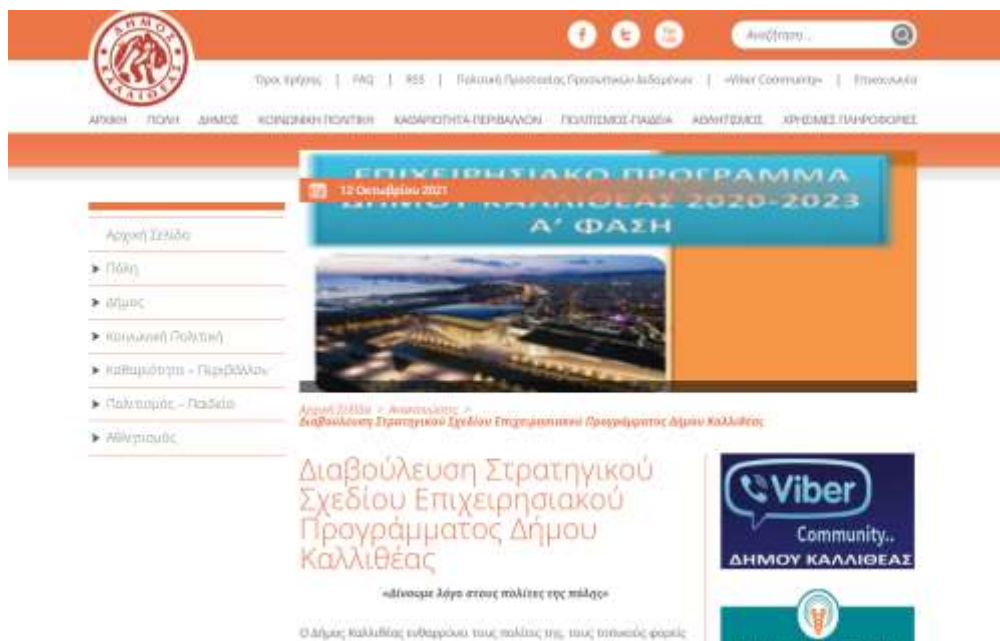 ΔΗΜΟΣ
ΚΑΛΛΙΘΕΑΣ
Αναζήτηση...
Όροι Χρήσης | FAQ | RSS | Πολιτική Προστασίας Προσωπικών Δεδομένων | «Viber Community» | Επικοινωνία
ΑΡΧΙΚΗ ΠΟΛΗ ΔΗΜΟΣ ΚΟΙΝΩΝΙΚΗ ΠΟΛΙΤΙΚΗ ΚΑΘΑΡΙΟΤΗΤΑ-ΠΕΡΙΒΑΛΛΟΝ ΠΟΛΙΤΙΣΜΟΣ-ΠΑΙΔΕΙΑ ΑΘΛΗΤΙΣΜΟΣ ΧΡΗΣΙΜΕΣ ΠΛΗΡΟΦΟΡΙΕΣ
ΕΠΙΧΕΙΡΗΣΙΑΚΟ ΠΡΟΓΡΑΜΜΑ
12 Οκτωβρίου 2021
ΔΗΜΟΥ ΚΑΛΛΙΘΕΑΣ 2020-2023
Α' ΦΑΣΗ
Αρχική Σελίδα
Πόλη
Δήμος
Κοινωνική Πολιτική
Καθαριότητα – Περιβάλλον
Πολιτισμός – Παιδεία
Αθλητισμός
Αρχική Σελίδα > Ανακοινώσεις >
Διαβούλευση Στρατηγικού Σχεδίου Επιχειρησιακού Προγράμματος Δήμου Καλλιθέας
Διαβούλευση Στρατηγικού
Σχεδίου Επιχειρησιακού
Προγράμματος Δήμου
Καλλιθέας
«Δίνουμε λόγο στους πολίτες της πόλης»
Ο Δήμος Καλλιθέας ενθαρρύνει τους πολίτες της, τους τοπικούς φορείς
Viber
Community..
ΔΗΜΟΥ ΚΑΛΛΙΘΕΑΣ